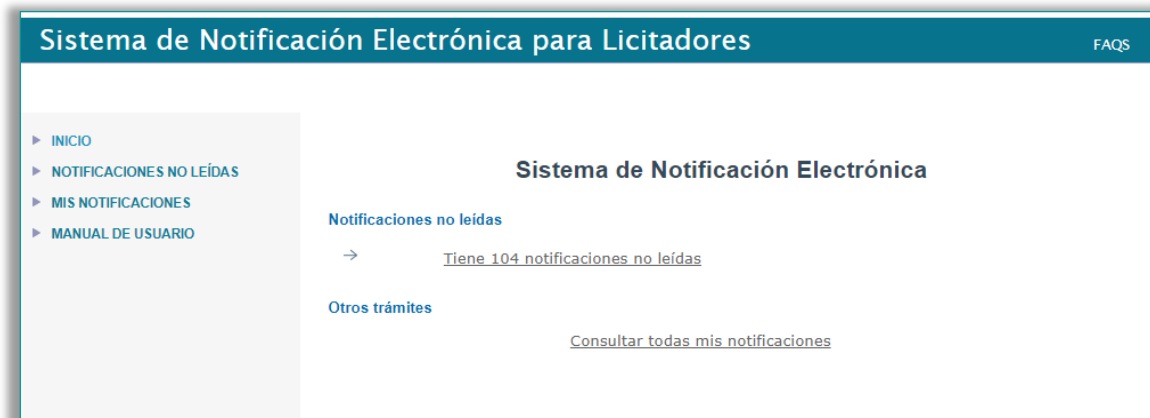 Sistema de Notificación Electrónica para Licitadores
FAQS
INICIO
NOTIFICACIONES NO LEÍDAS
MIS NOTIFICACIONES
MANUAL DE USUARIO
Sistema de Notificación Electrónica
Notificaciones no leidas
Tiene 104 notificaciones no leídas
Otros trámites
Consultar todas mis notificaciones